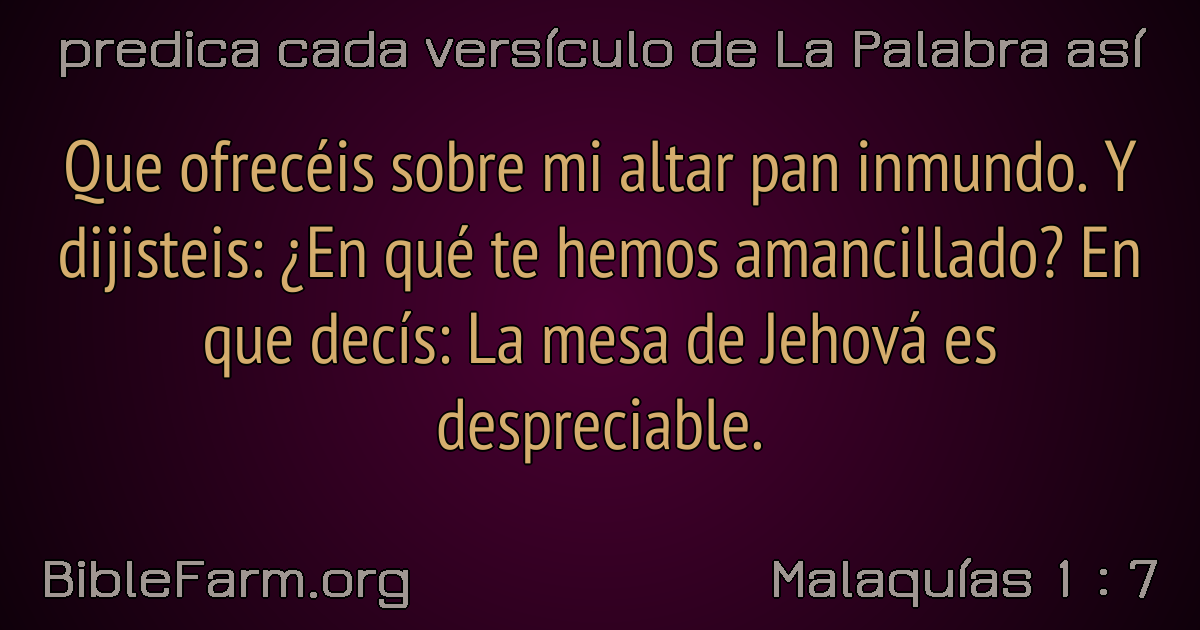 predica cada versículo de La Palabra así
Que ofrecéis sobre mi altar pan inmundo. Y
dijisteis: ¿En qué te hemos amancillado? En
que decís: La mesa de Jehová es
despreciable.
BibleFarm.org
Malaquías 1 : 7